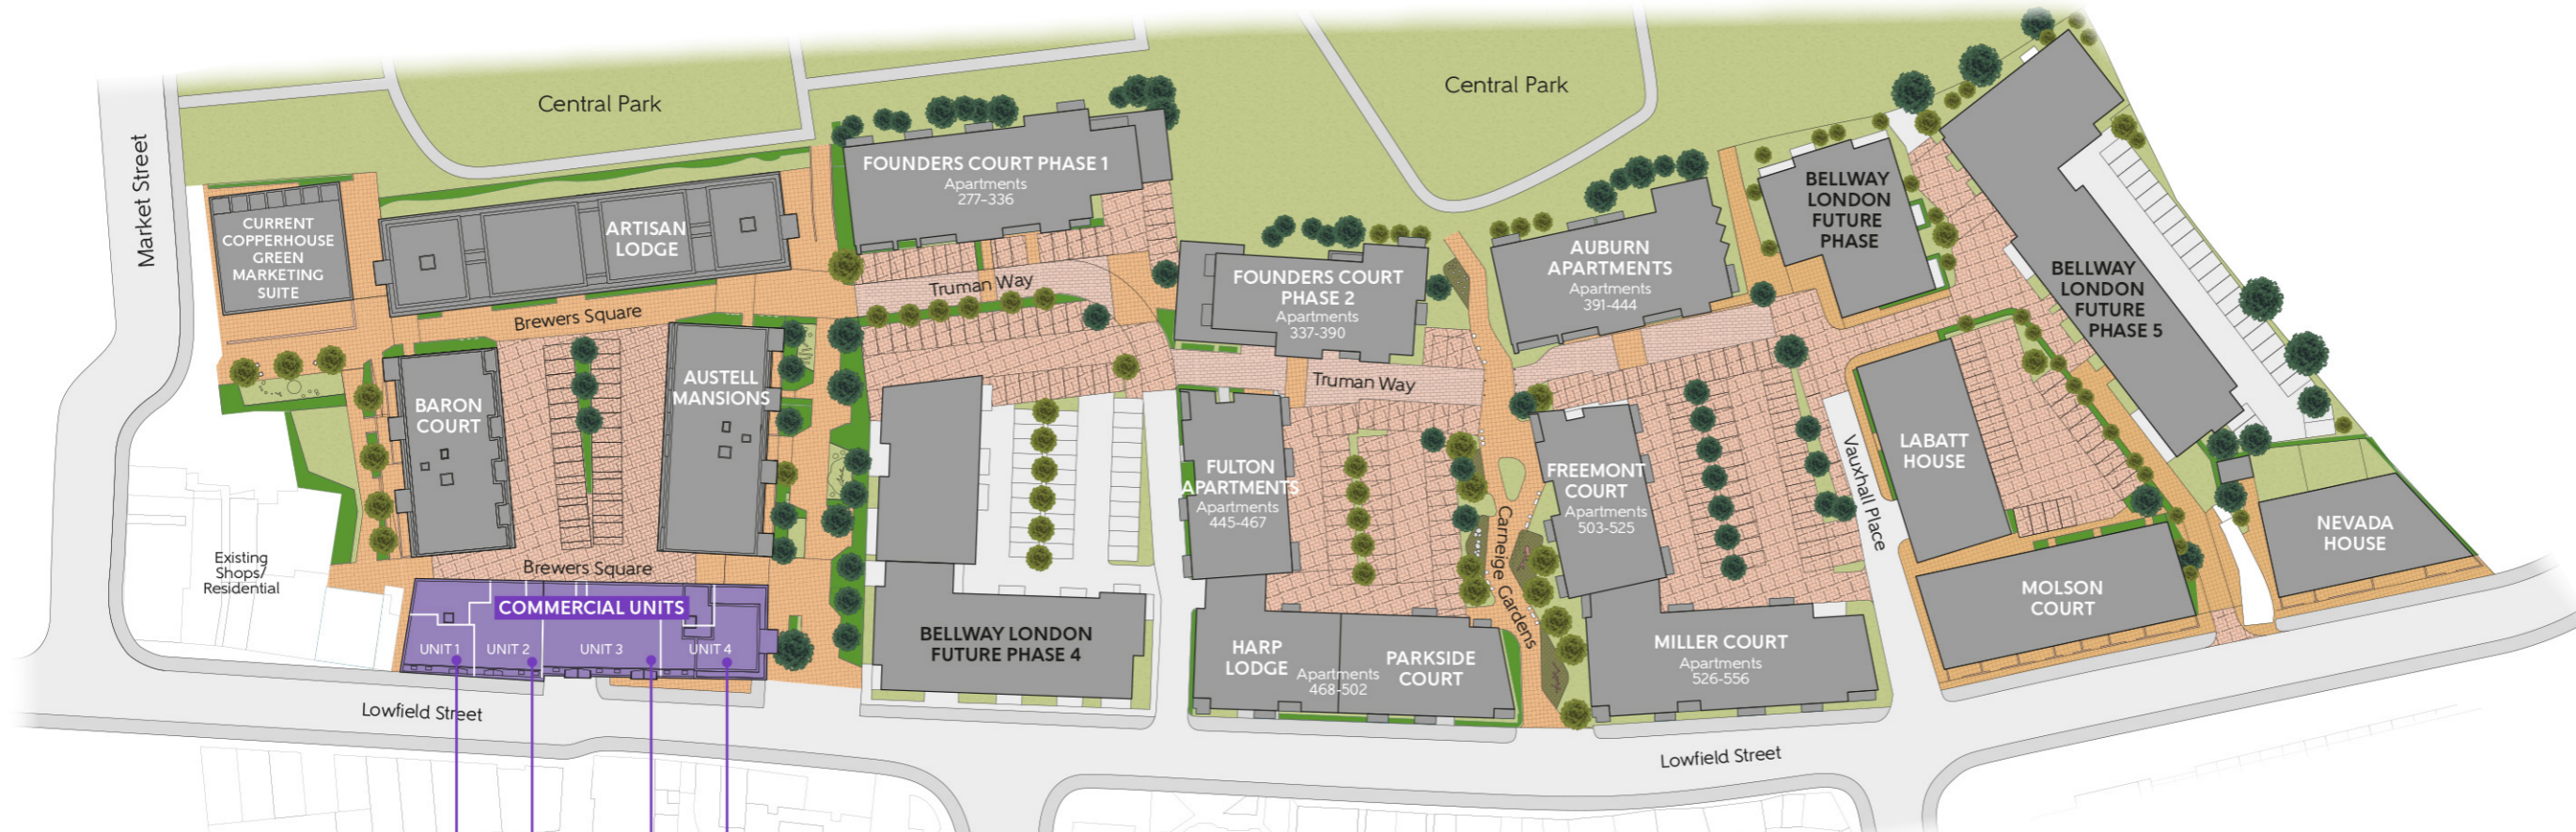 Market Street
Central Park
Central Park
CURRENT
COPPERHOUSE
GREEN
MARKETING
SUITE
ARTISAN
LODGE
FOUNDERS COURT PHASE 1
Apartments
277-336
Truman Way
Brewers Square
FOUNDERS COURT
PHASE 2
Apartments
337-390
Truman Way
AUBURN
APARTMENTS
Apartments
391-444
BELLWAY
LONDON
FUTURE
PHASE
BELLWAY
LONDON
FUTURE
PHASE 5
BARON
COURT
AUSTELL
MANSIONS
Existing
Shops/
Residential
Brewers Square
COMMERCIAL UNITS
UNIT 1
UNIT 2
UNIT 3
UNIT 4
BELLWAY LONDON
FUTURE PHASE 4
FULTON
APARTMENTS
Apartments
445-467
HARP
LODGE
Apartments
468-502
PARKSIDE
COURT
Carneige Gardens
FREEMONT
COURT
Apartments
503-525
MILLER COURT
Apartments
526-556
Vauxhall Place
LABATT
HOUSE
MOLSON
COURT
NEVADA
HOUSE
Lowfield Street
Lowfield Street